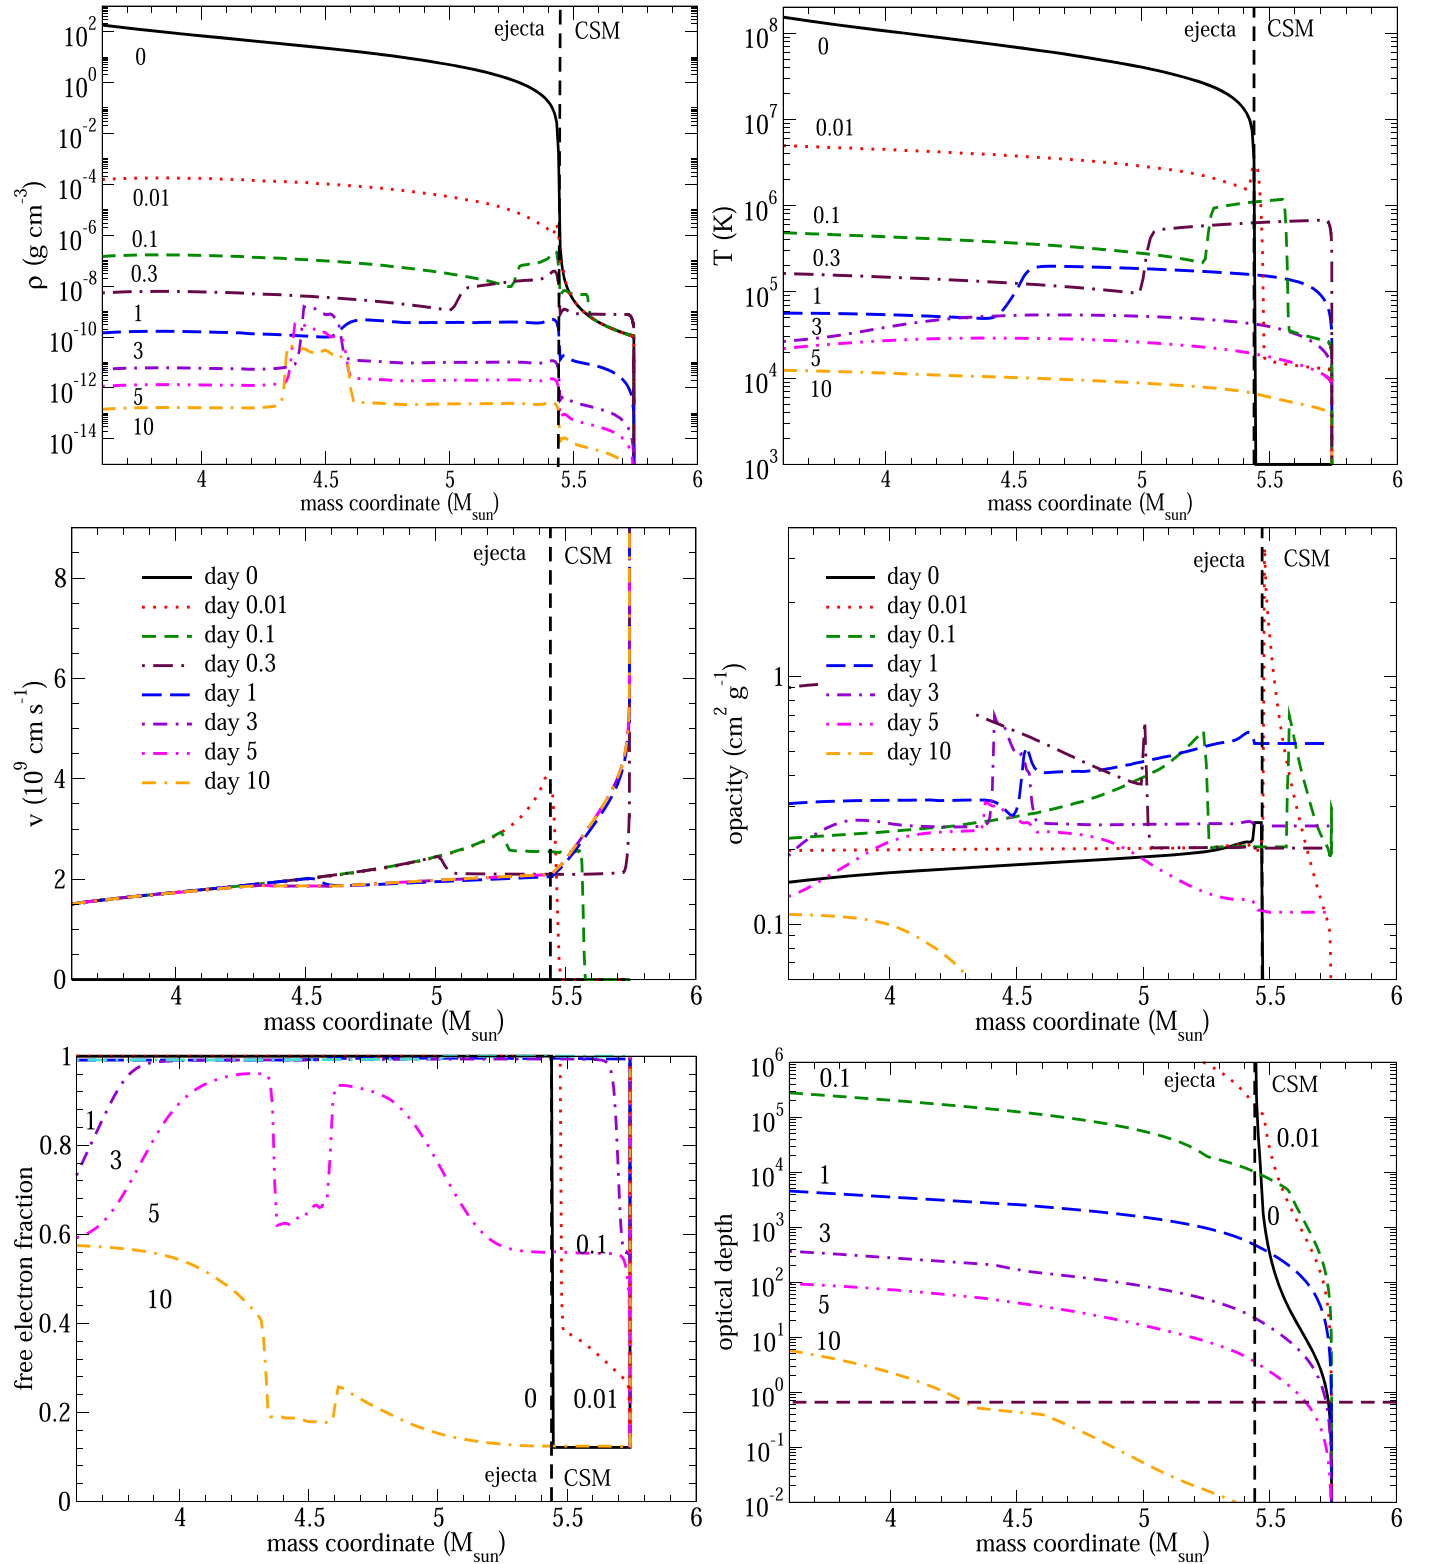 ejecta CSM
0
0.01
0.1
0.3
1
3
5
10
10^2
10^0
10^-2
10^-4
10^-6
10^-8
10^-10
10^-12
10^-14
ρ (g cm^-3)
4 4.5 5 5.5 6
mass coordinate (M_sun)
ejecta CSM
0
0.01
0.1
0.3
1
3
5
10
10^8
10^7
10^6
10^5
10^4
10^3
T (K)
4 4.5 5 5.5 6
mass coordinate (M_sun)
ejecta CSM
day 0
day 0.01
day 0.1
day 0.3
day 1
day 3
day 5
day 10
8
6
4
2
0
v (10^9 cm s^-1)
4 4.5 5 5.5 6
mass coordinate (M_sun)
ejecta CSM
day 0
day 0.01
day 0.1
day 0.3
day 1
day 3
day 5
day 10
1
0.1
opacity (cm^2 g^-1)
4 4.5 5 5.5 6
mass coordinate (M_sun)
1
0.8
0.6
0.4
0.2
0
free electron fraction
1
3
5
10
0.1
0 0.01
ejecta CSM
4 4.5 5 5.5 6
mass coordinate (M_sun)
10^6
10^5
10^4
10^3
10^2
10^1
10^0
10^-1
10^-2
optical depth
ejecta CSM
0.1
0.01
1
0
3
5
10
4 4.5 5 5.5 6
mass coordinate (M_sun)